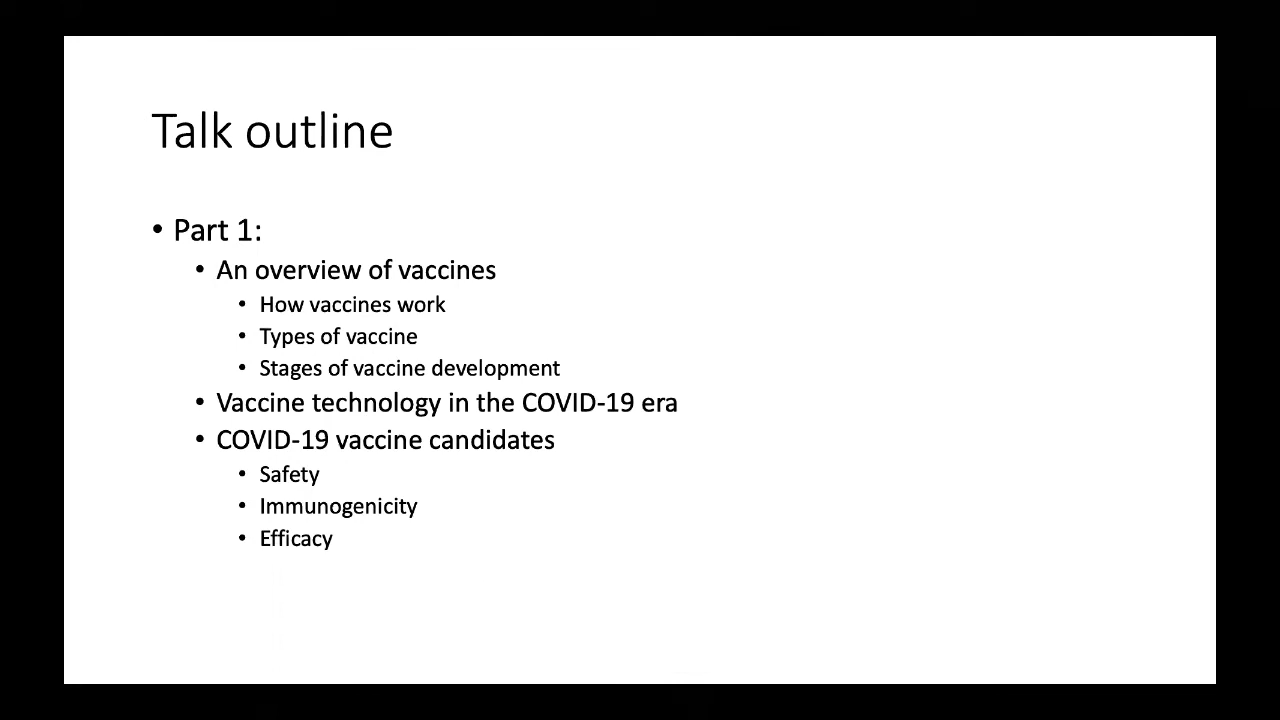 Talk outline
• Part 1:
• An overview of vaccines
• How vaccines work
• Types of vaccine
• Stages of vaccine development
• Vaccine technology in the COVID-19 era
• COVID-19 vaccine candidates
• Safety
• Immunogenicity
• Efficacy